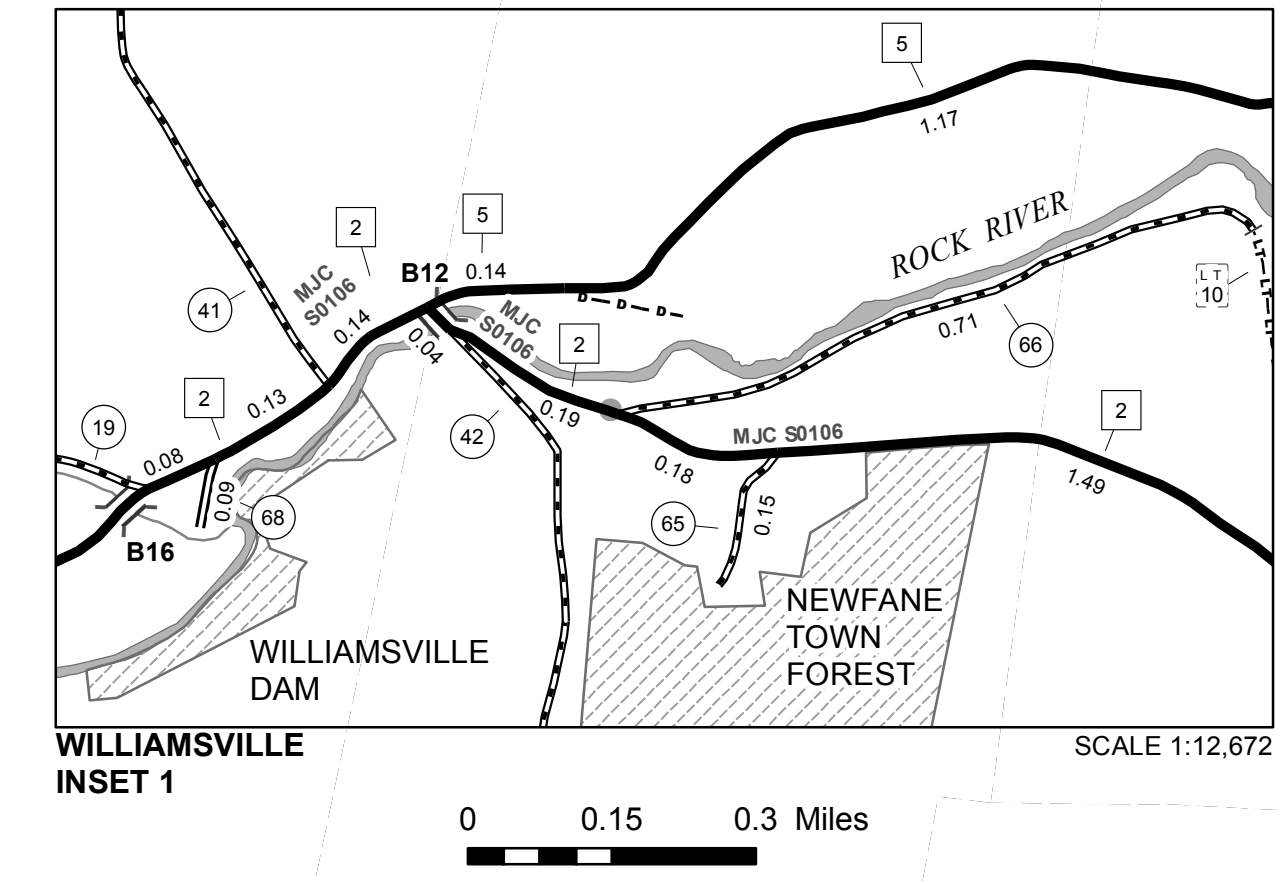 5
1.17
2
5
MJC
S0106
B12
0.14
ROCK RIVER
LT
10
LT
LT
LT
41
0.14
0.04
D
D
D
MJC
S0106
2
0.71
66
2
0.13
19
0.08
0.09
68
42
0.19
0.18
MJC S0106
2
1.49
65
0.15
B16
NEWFANE
TOWN
FOREST
WILLIAMSVILLE
DAM
WILLIAMSVILLE
INSET 1
SCALE 1:12,672
0 0.15 0.3 Miles